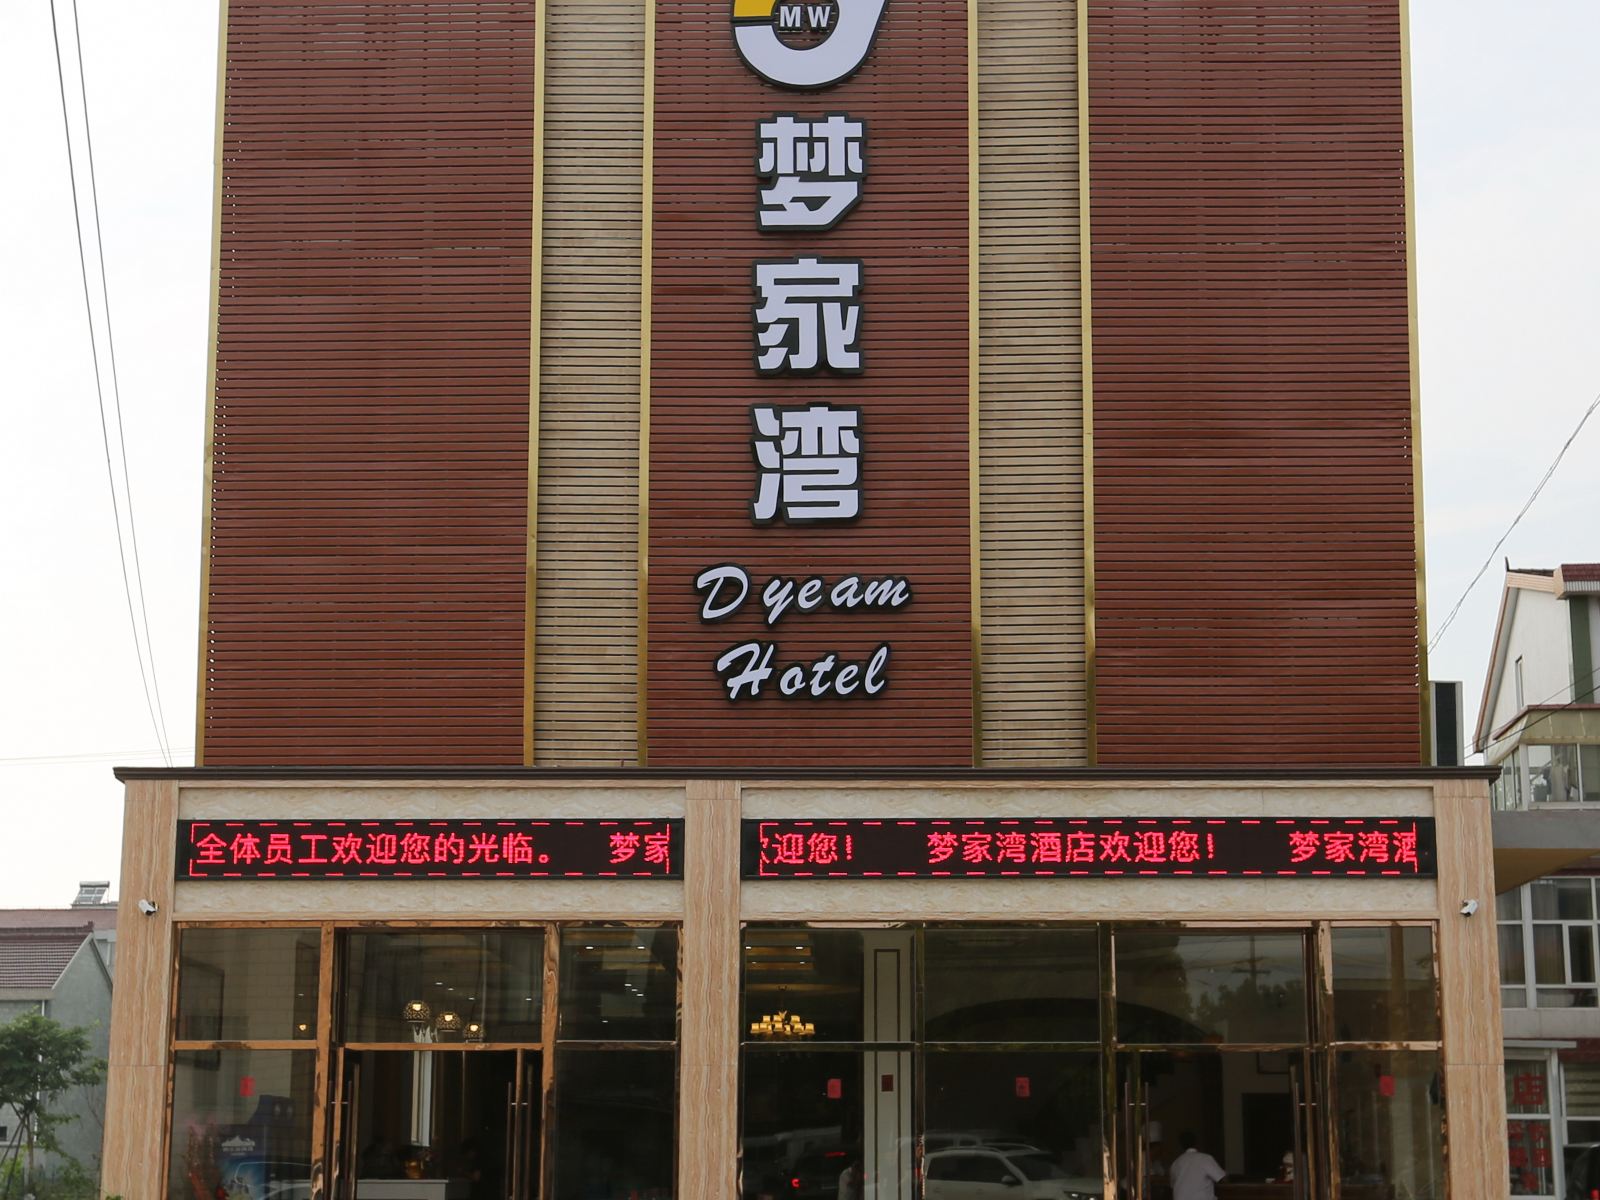 MW
梦家湾
Dyeam
Hotel
全体员工欢迎您的光临。 梦家
迎您! 梦家湾酒店欢迎您! 梦家湾酒